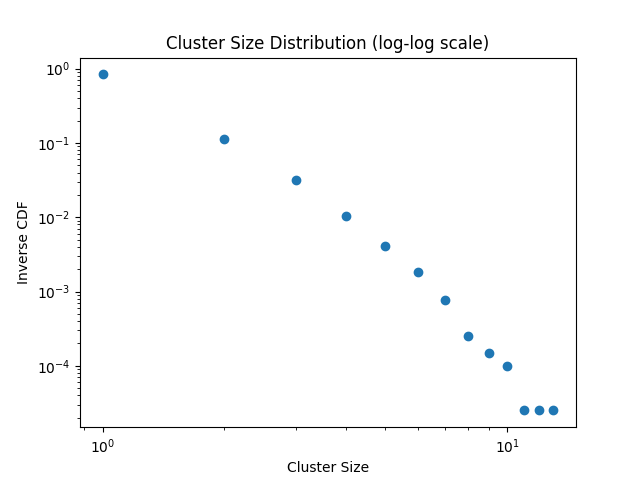 Cluster Size Distribution (log-log scale)
10⁰
10⁻¹
10⁻²
10⁻³
10⁻⁴
Inverse CDF
10⁰
10¹
Cluster Size